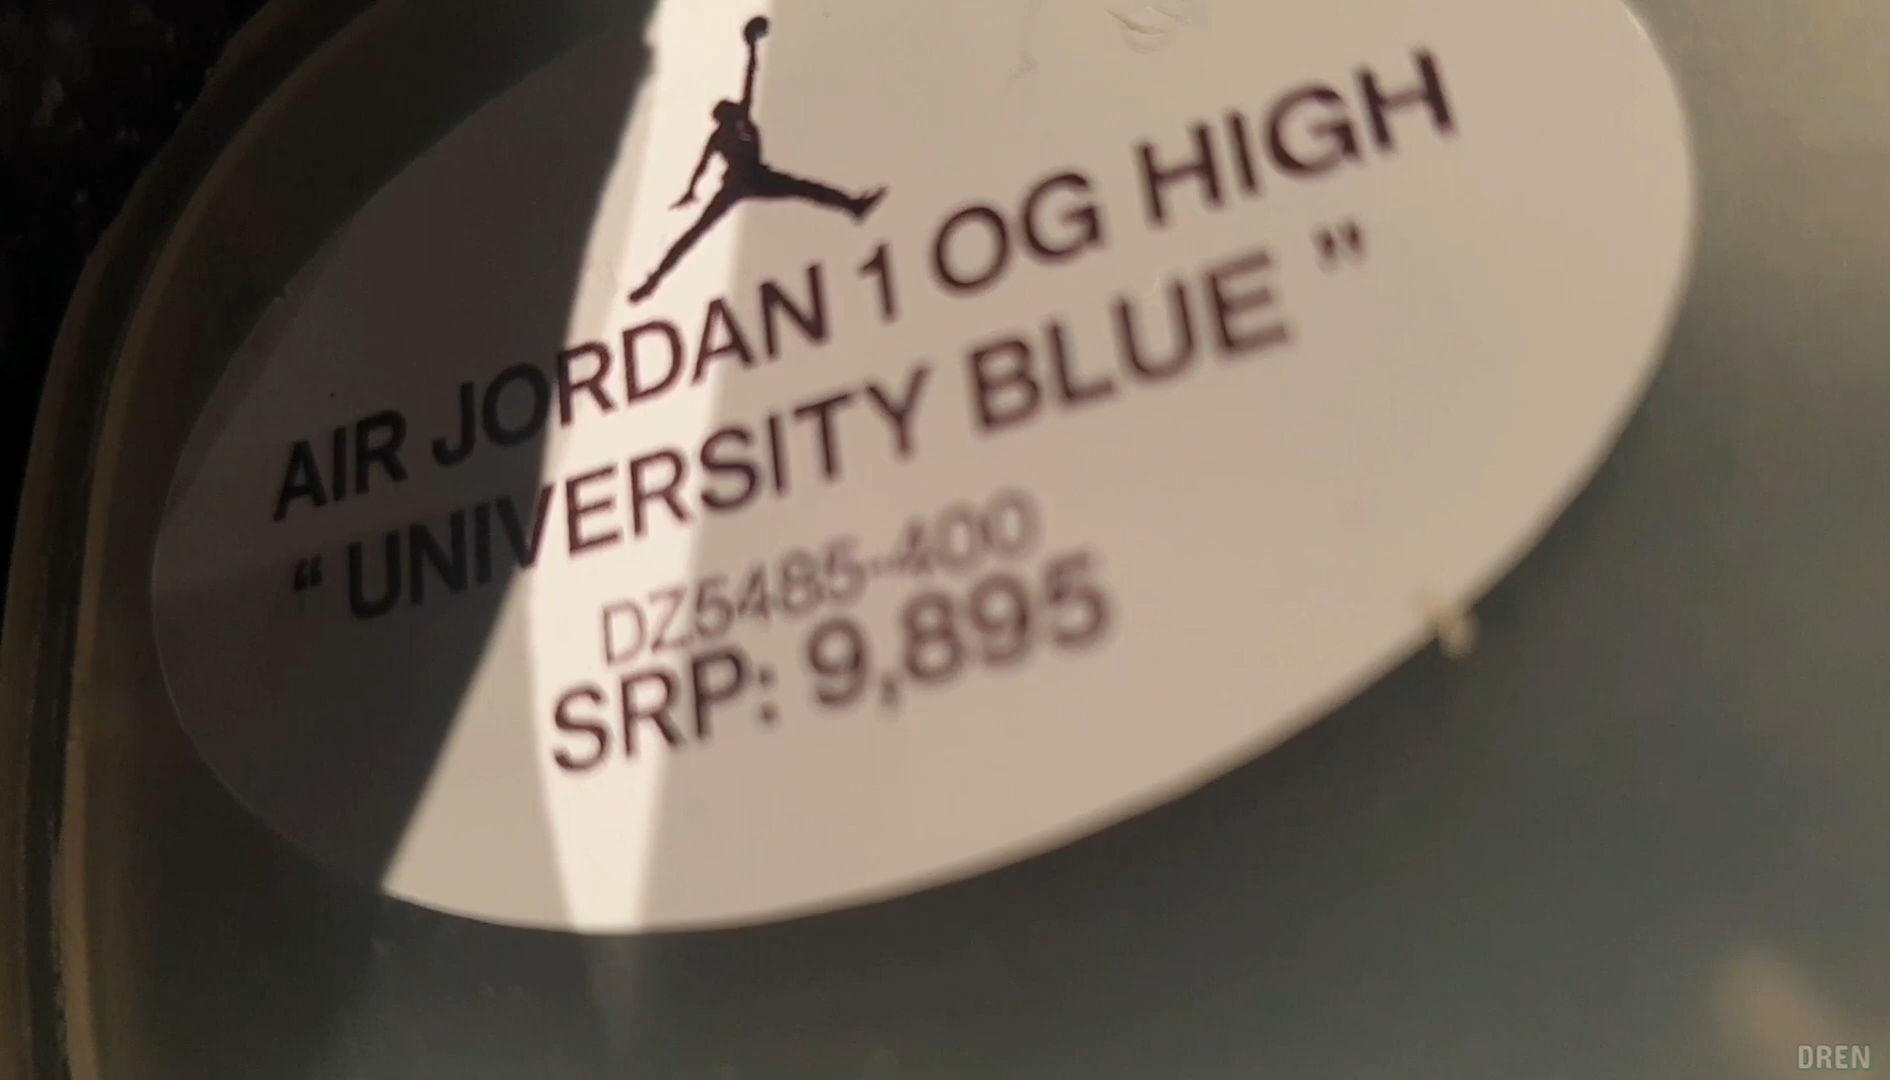 AIR JORDAN 1 OG HIGH
“ UNIVERSITY BLUE ”
DZ5485-400
SRP: 9,895
DREN